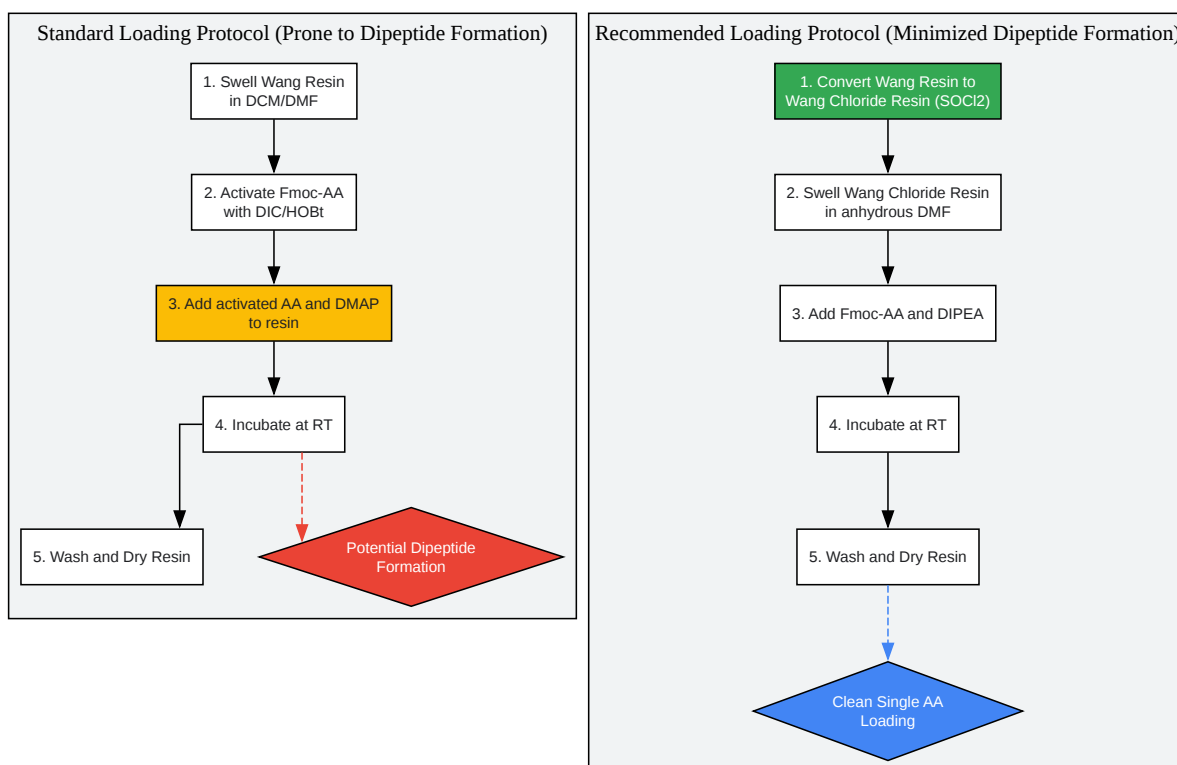 Standard Loading Protocol (Prone to Dipeptide Formation)
1. Swell Wang Resin
in DCM/DMF
2. Activate Fmoc-AA
with DIC/HOBt
3. Add activated AA and DMAP
to resin
4. Incubate at RT
5. Wash and Dry Resin
Potential Dipeptide
Formation
Recommended Loading Protocol (Minimized Dipeptide Formation)
1. Convert Wang Resin to
Wang Chloride Resin (SOCl2)
2. Swell Wang Chloride Resin
in anhydrous DMF
3. Add Fmoc-AA and DIPEA
4. Incubate at RT
5. Wash and Dry Resin
Clean Single AA
Loading